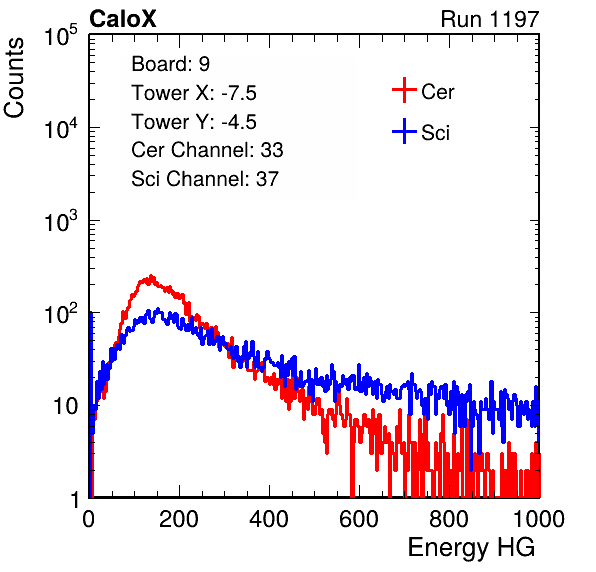 CaloX Run 1197
Counts
Board: 9
Tower X: -7.5
Tower Y: -4.5
Cer Channel: 33
Sci Channel: 37
Cer
Sci
10^5
10^4
10^3
10^2
10
1
0 200 400 600 800 1000
Energy HG